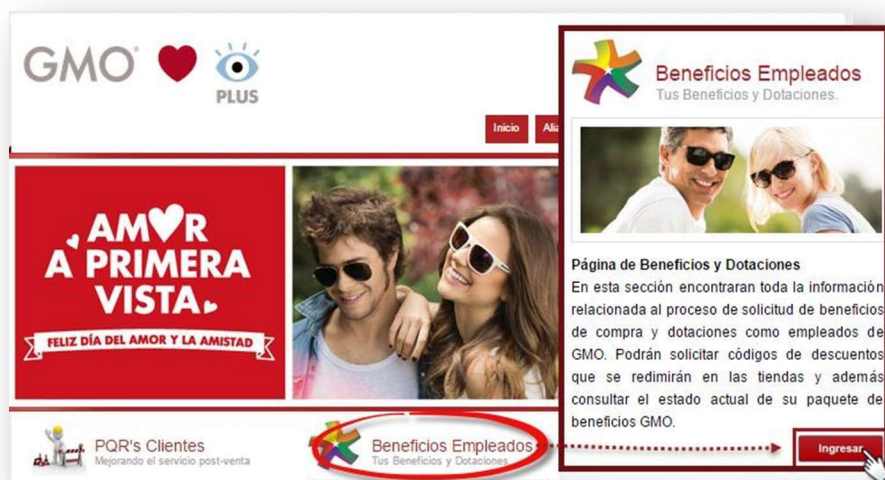 GMO
PLUS
Inicio
AMOR
A PRIMERA
VISTA
FELIZ DÍA DEL AMOR Y LA AMISTAD
PQR's Clientes
Mejorando el servicio post-venta
Beneficios Empleados
Tus Beneficios y Dotaciones
Beneficios Empleados
Tus Beneficios y Dotaciones.
Página de Beneficios y Dotaciones
En esta sección encontraran toda la información
relacionada al proceso de solicitud de beneficios
de compra y dotaciones como empleados de
GMO. Podrán solicitar códigos de descuentos
que se redimirán en las tiendas y además
consultar el estado actual de su paquete de
beneficios GMO.
Ingresar